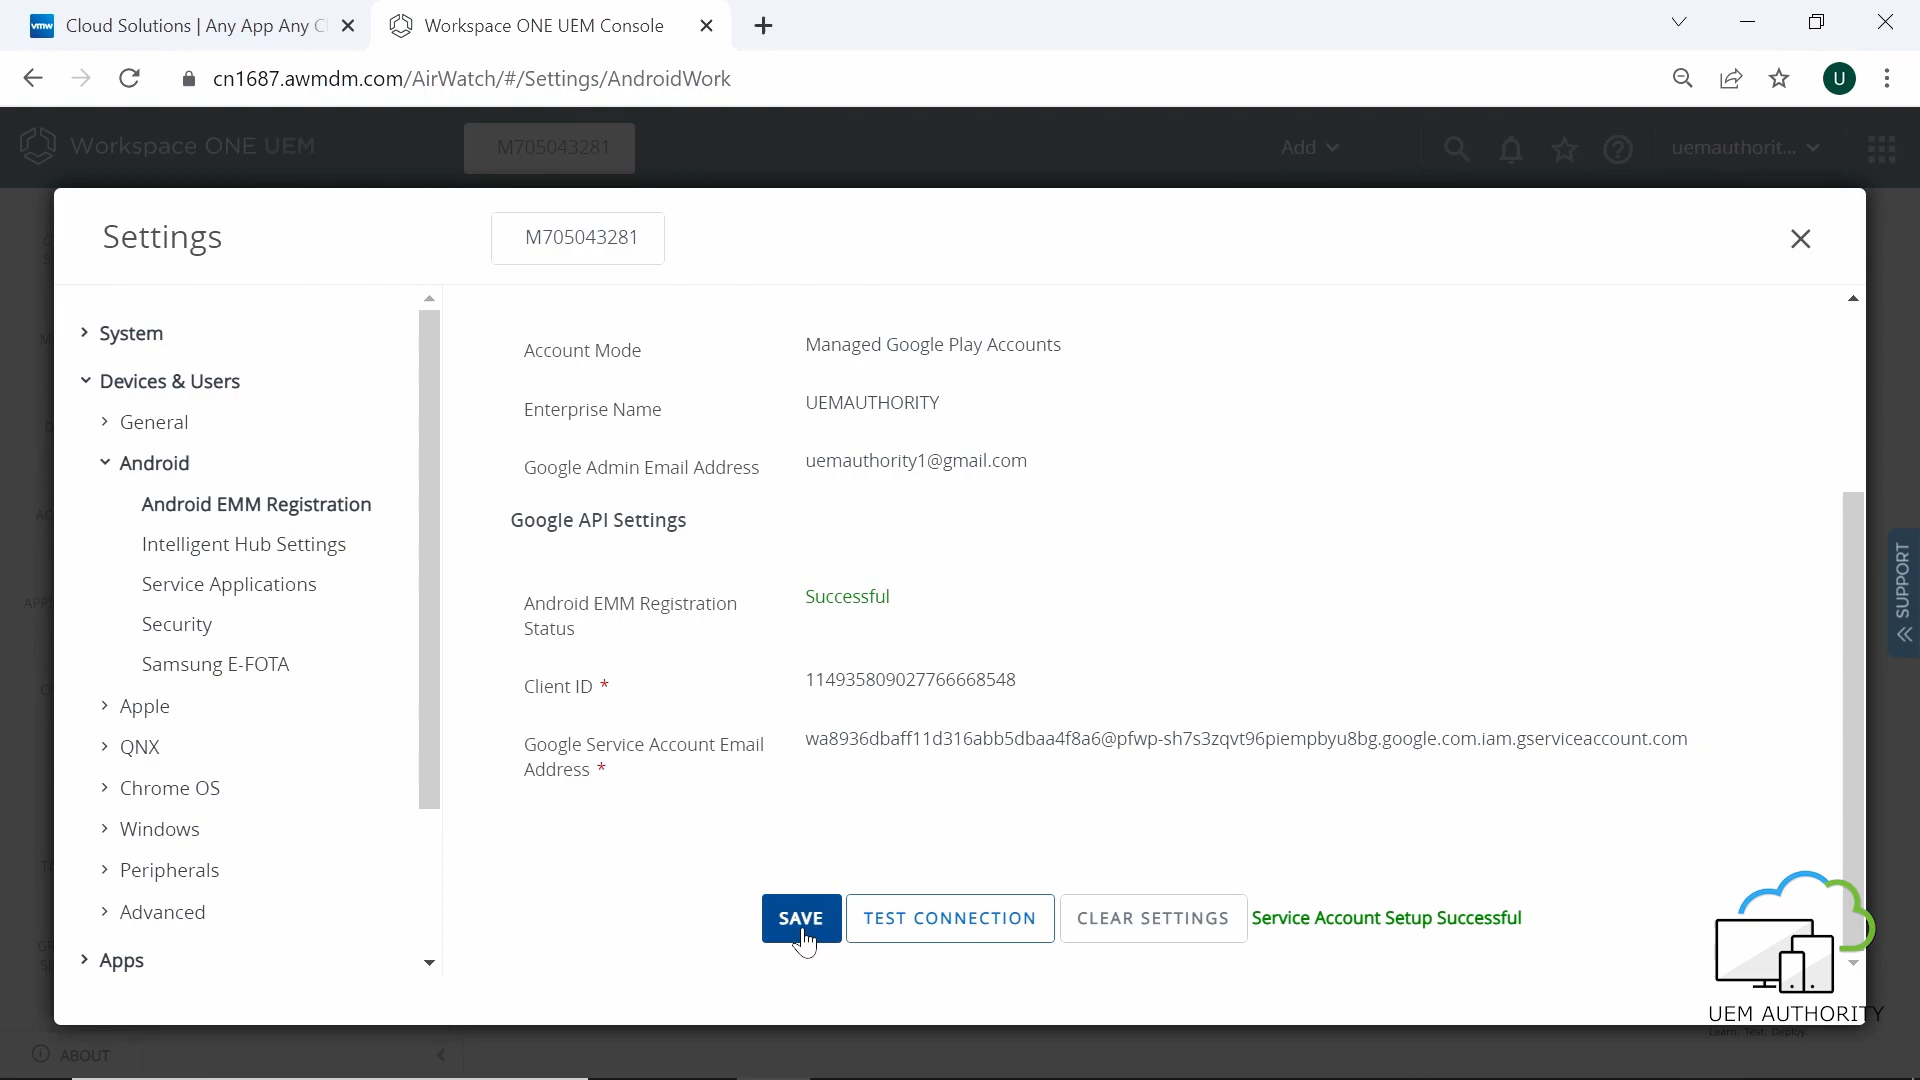 vmw Cloud Solutions | Any App Any Cl
Workspace ONE UEM Console
cn1687.awmdm.com/AirWatch/#/Settings/AndroidWork
U
Workspace ONE UEM
M705043281
Add
uemauthorit...
Settings
M705043281
System
Devices & Users
General
Android
Android EMM Registration
Intelligent Hub Settings
Service Applications
Security
Samsung E-FOTA
Apple
QNX
Chrome OS
Windows
Peripherals
Advanced
Apps
Account Mode
Managed Google Play Accounts
Enterprise Name
UEMAUTHORITY
Google Admin Email Address
uemauthority1@gmail.com
Google API Settings
Android EMM Registration
Status
Successful
Client ID *
114935809027766668548
Google Service Account Email
Address *
wa8936dbaff11d316abb5dbaa4f8a6@pfwp-sh7s3zqvt96piempbyu8bg.google.com.iam.gserviceaccount.com
SAVE
TEST CONNECTION
CLEAR SETTINGS
Service Account Setup Successful
SUPPORT
UEM AUTHORITY
Learn. Test. Deploy.
ABOUT